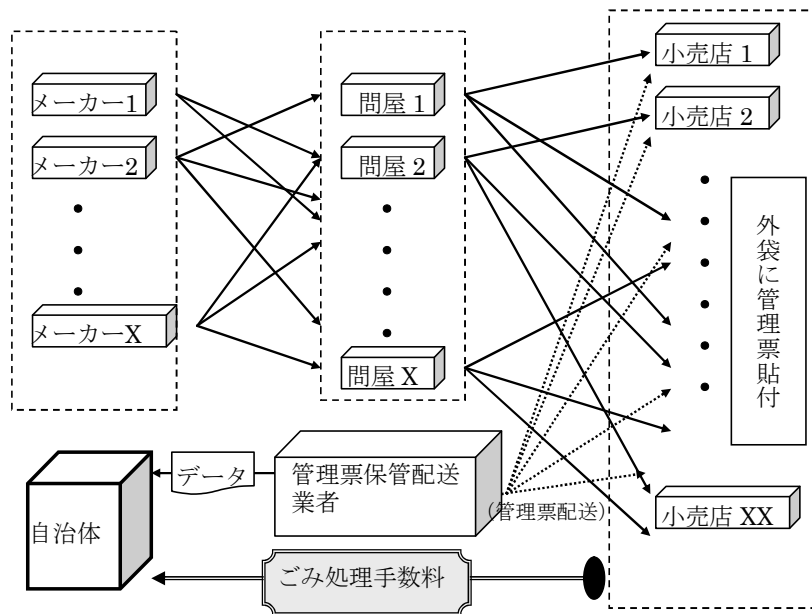 メーカー1
メーカー2
メーカーX
問屋 1
問屋 2
問屋 X
小売店 1
小売店 2
小売店 XX
外袋に管理票貼付
自治体
データ
管理票保管配送
業者
(管理票配送)
ごみ処理手数料